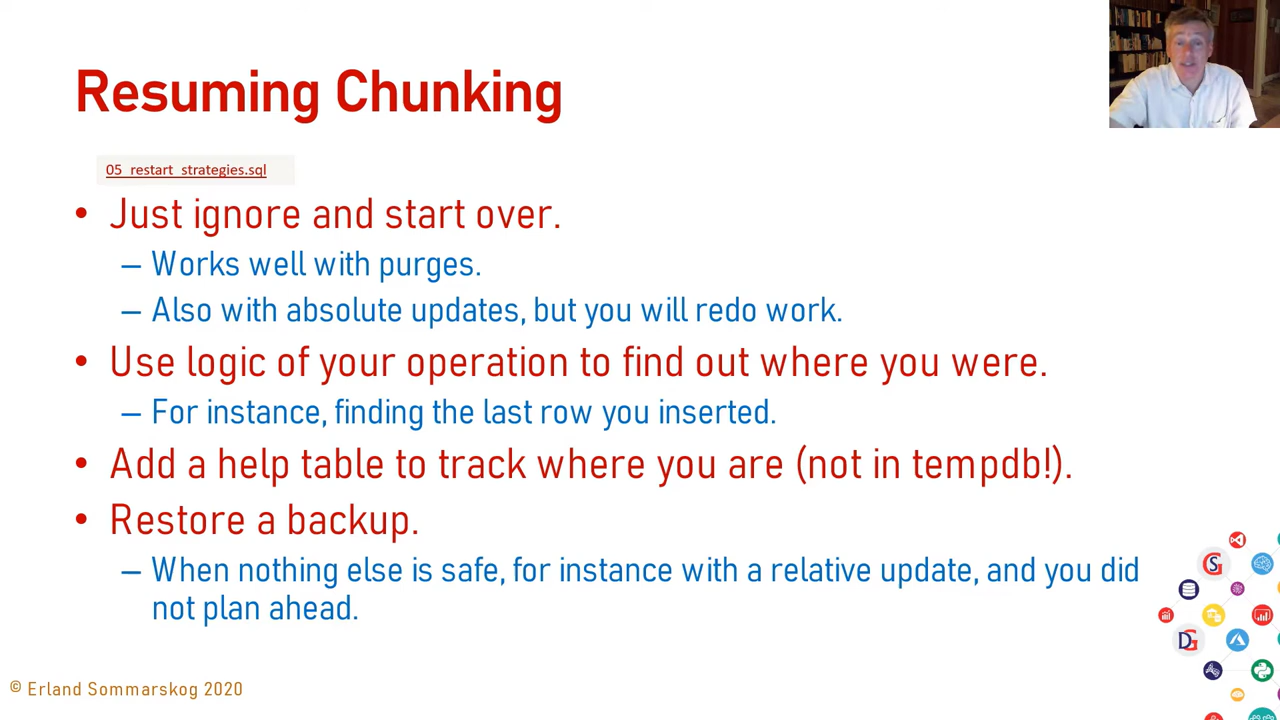 Resuming Chunking
05_restart_strategies.sql
• Just ignore and start over.
– Works well with purges.
– Also with absolute updates, but you will redo work.
• Use logic of your operation to find out where you were.
– For instance, finding the last row you inserted.
• Add a help table to track where you are (not in tempdb!).
• Restore a backup.
– When nothing else is safe, for instance with a relative update, and you did
not plan ahead.
© Erland Sommarskog 2020